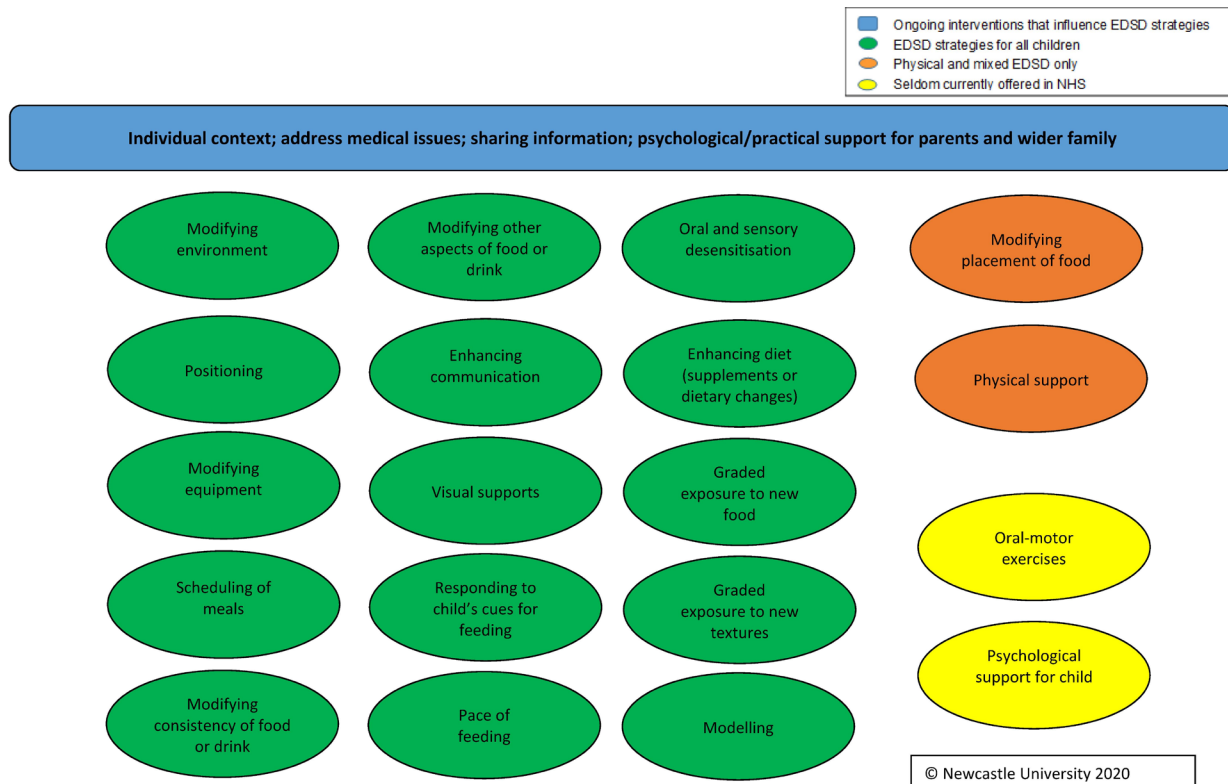 Ongoing interventions that influence EDSD strategies
EDSD strategies for all children
Physical and mixed EDSD only
Seldom currently offered in NHS
Individual context; address medical issues; sharing information; psychological/practical support for parents and wider family
Modifying
environment
Modifying other
aspects of food or
drink
Oral and sensory
desensitisation
Modifying
placement of food
Positioning
Enhancing
communication
Enhancing diet
(supplements or
dietary changes)
Physical support
Modifying
equipment
Visual supports
Graded
exposure to new
food
Oral-motor
exercises
Scheduling of
meals
Responding to
child's cues for
feeding
Graded
exposure to new
textures
Psychological
support for child
Modifying
consistency of food
or drink
Pace of
feeding
Modelling
© Newcastle University 2020